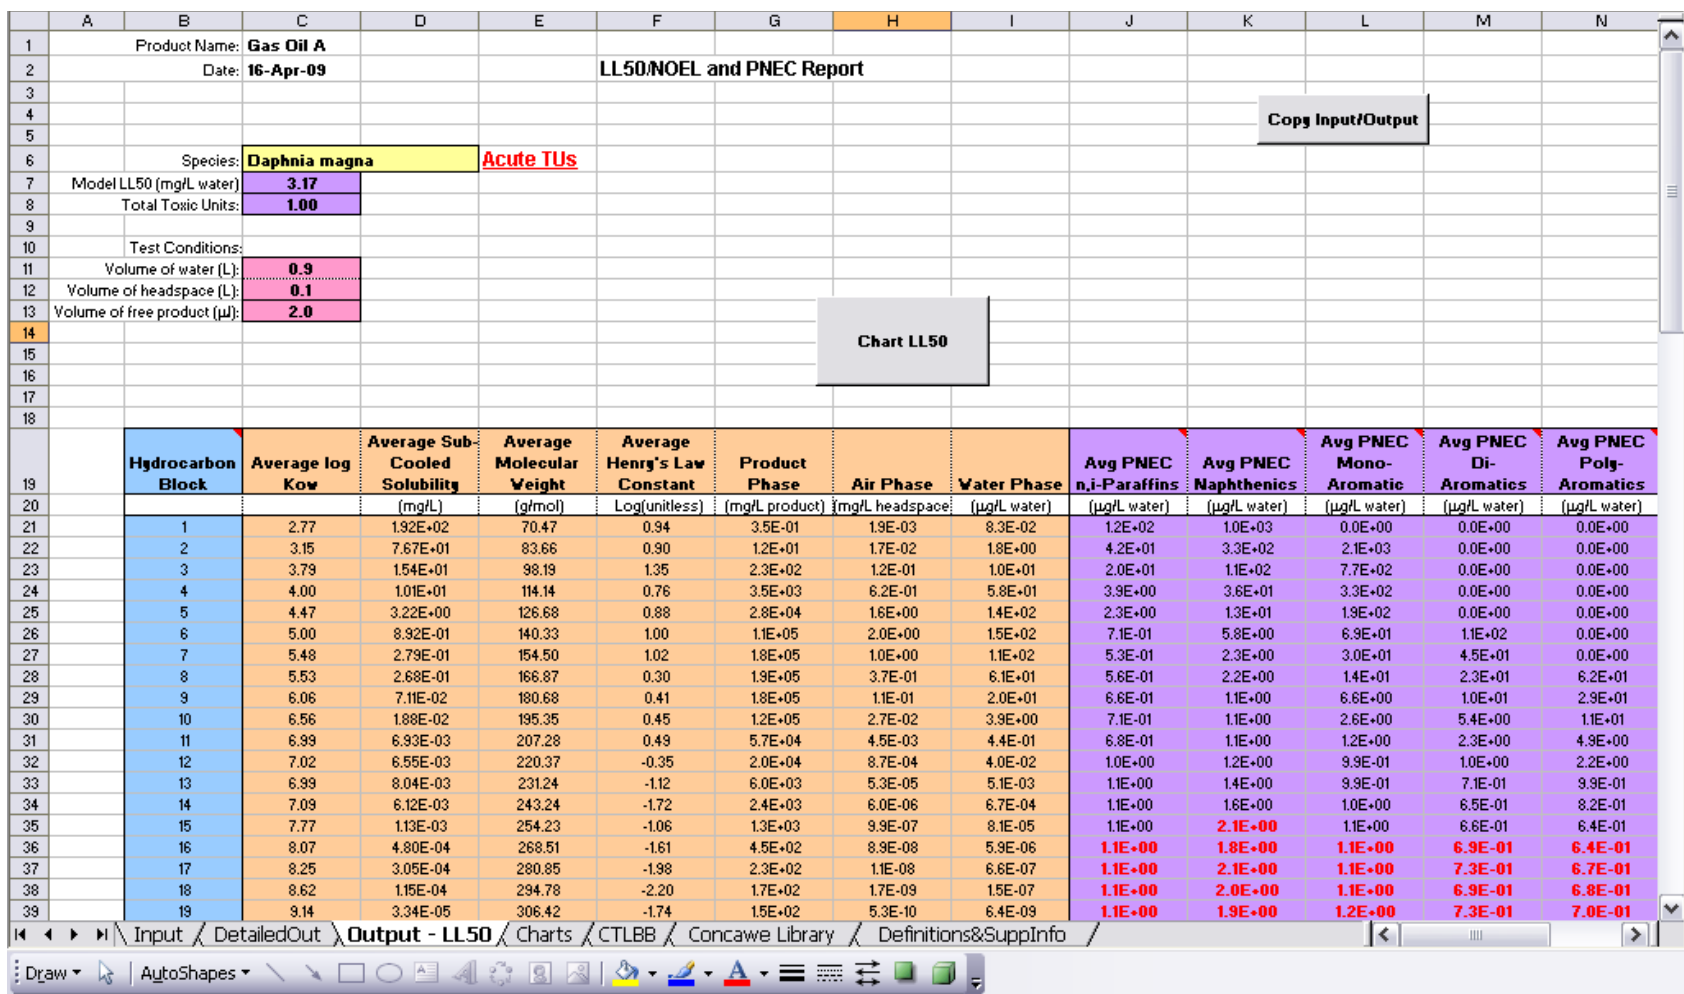 A B C D E F G H I J K L M N
1 Product Name: Gas Oil A
2 Date: 16-Apr-09 LL50/NOEL and PNEC Report
3
4 Copy Input/Output
5
6 Species: Daphnia magna Acute TUs
7 Model LL50 (mg/L water) 3.17
8 Total Toxic Units: 1.00
9
10 Test Conditions:
11 Volume of water (L): 0.9
12 Volume of headspace (L): 0.1
13 Volume of free product (µl): 2.0
14
Chart LL50
15
16
17
18
19 Hydrocarbon Block Average log Kow Average Sub-Cooled Solubility Average Molecular Weight Average Henry's Law Constant Product Phase Air Phase Water Phase Avg PNEC n,i-Paraffins Avg PNEC Naphthenics Avg PNEC Mono-Aromatic Avg PNEC Di-Aromatics Avg PNEC Poly-Aromatics
20 (mg/L) (g/mol) Log(unitless) (mg/L product) (mg/L headspace (µg/L water) (µg/L water) (µg/L water) (µg/L water) (µg/L water) (µg/L water)
21 1 2.77 1.92E+02 70.47 0.94 3.5E-01 1.9E-03 8.3E-02 1.2E+02 1.0E+03 0.0E+00 0.0E+00 0.0E+00
22 2 3.15 7.67E+01 83.66 0.90 1.2E+01 1.7E-02 1.8E+00 4.2E+01 3.3E+02 2.1E+03 0.0E+00 0.0E+00
23 3 3.79 1.54E+01 98.19 1.35 2.3E+02 1.2E-01 1.0E+01 2.0E+01 1.1E+02 7.7E+02 0.0E+00 0.0E+00
24 4 4.00 1.01E+01 114.14 0.76 3.5E+03 6.2E-01 5.8E+01 3.9E+00 3.6E+01 3.3E+02 0.0E+00 0.0E+00
25 5 4.47 3.22E+00 126.68 0.88 2.8E+04 1.6E+00 1.4E+02 2.3E+00 1.3E+01 1.9E+02 0.0E+00 0.0E+00
26 6 5.00 8.92E-01 140.33 1.00 1.1E+05 2.0E+00 1.5E+02 7.1E-01 5.8E+00 6.9E+01 1.1E+02 0.0E+00
27 7 5.48 2.79E-01 154.50 1.02 1.8E+05 1.0E+00 1.1E+02 5.3E-01 2.3E+00 3.0E+01 4.5E+01 0.0E+00
28 8 5.53 2.68E-01 166.87 0.30 1.9E+05 3.7E-01 6.1E+01 5.6E-01 2.2E+00 1.4E+01 2.3E+01 6.2E+01
29 9 6.06 7.11E-02 180.68 0.41 1.8E+05 1.1E-01 2.0E+01 6.6E-01 1.1E+00 6.6E+00 1.0E+01 2.9E+01
30 10 6.56 1.88E-02 195.35 0.45 1.2E+05 2.7E-02 3.9E+00 7.1E-01 1.1E+00 2.6E+00 5.4E+00 1.1E+01
31 11 6.99 6.93E-03 207.28 0.49 5.7E+04 4.5E-03 4.4E-01 6.8E-01 1.1E+00 1.2E+00 2.3E+00 4.9E+00
32 12 7.02 6.55E-03 220.37 -0.35 2.0E+04 8.7E-04 4.0E-02 1.0E+00 1.2E+00 9.9E-01 1.0E+00 2.2E+00
33 13 6.99 8.04E-03 231.24 -1.12 6.0E+03 5.3E-05 5.1E-03 1.1E+00 1.4E+00 9.9E-01 7.1E-01 9.9E-01
34 14 7.09 6.12E-03 243.24 -1.72 2.4E+03 6.0E-06 6.7E-04 1.1E+00 1.6E+00 1.0E+00 6.5E-01 8.2E-01
35 15 7.77 1.13E-03 254.23 -1.06 1.3E+03 9.9E-07 8.1E-05 1.1E+00 2.1E+00 1.1E+00 6.6E-01 6.4E-01
36 16 8.07 4.80E-04 268.51 -1.61 4.5E+02 8.9E-08 5.9E-06 1.1E+00 1.8E+00 1.1E+00 6.9E-01 6.4E-01
37 17 8.25 3.05E-04 280.85 -1.98 2.3E+02 1.1E-08 6.6E-07 1.1E+00 2.1E+00 1.1E+00 7.3E-01 6.7E-01
38 18 8.62 1.15E-04 294.78 -2.20 1.7E+02 1.7E-09 1.5E-07 1.1E+00 2.0E+00 1.1E+00 6.9E-01 6.8E-01
39 19 9.14 3.34E-05 306.42 -1.74 1.5E+02 5.3E-10 6.4E-09 1.1E+00 1.9E+00 1.2E+00 7.3E-01 7.0E-01
Input DetailedOut Output - LL50 Charts CTLBB Concawe Library Definitions&SuppInfo
Draw AutoShapes